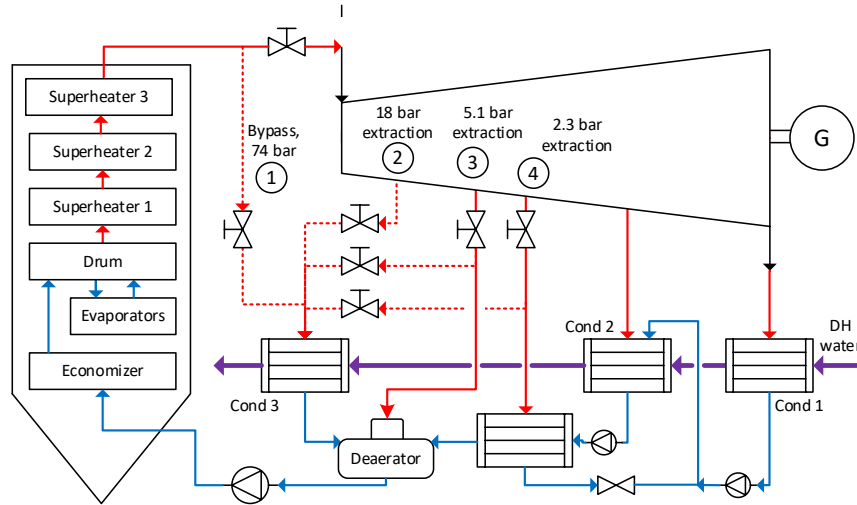 Superheater 3
Superheater 2
Superheater 1
Drum
Evaporators
Economizer
Bypass,
74 bar
1
18 bar
extraction
2
5.1 bar
extraction
3
2.3 bar
extraction
4
G
Cond 2
DH
water
Cond 3
Cond 1
Deaerator